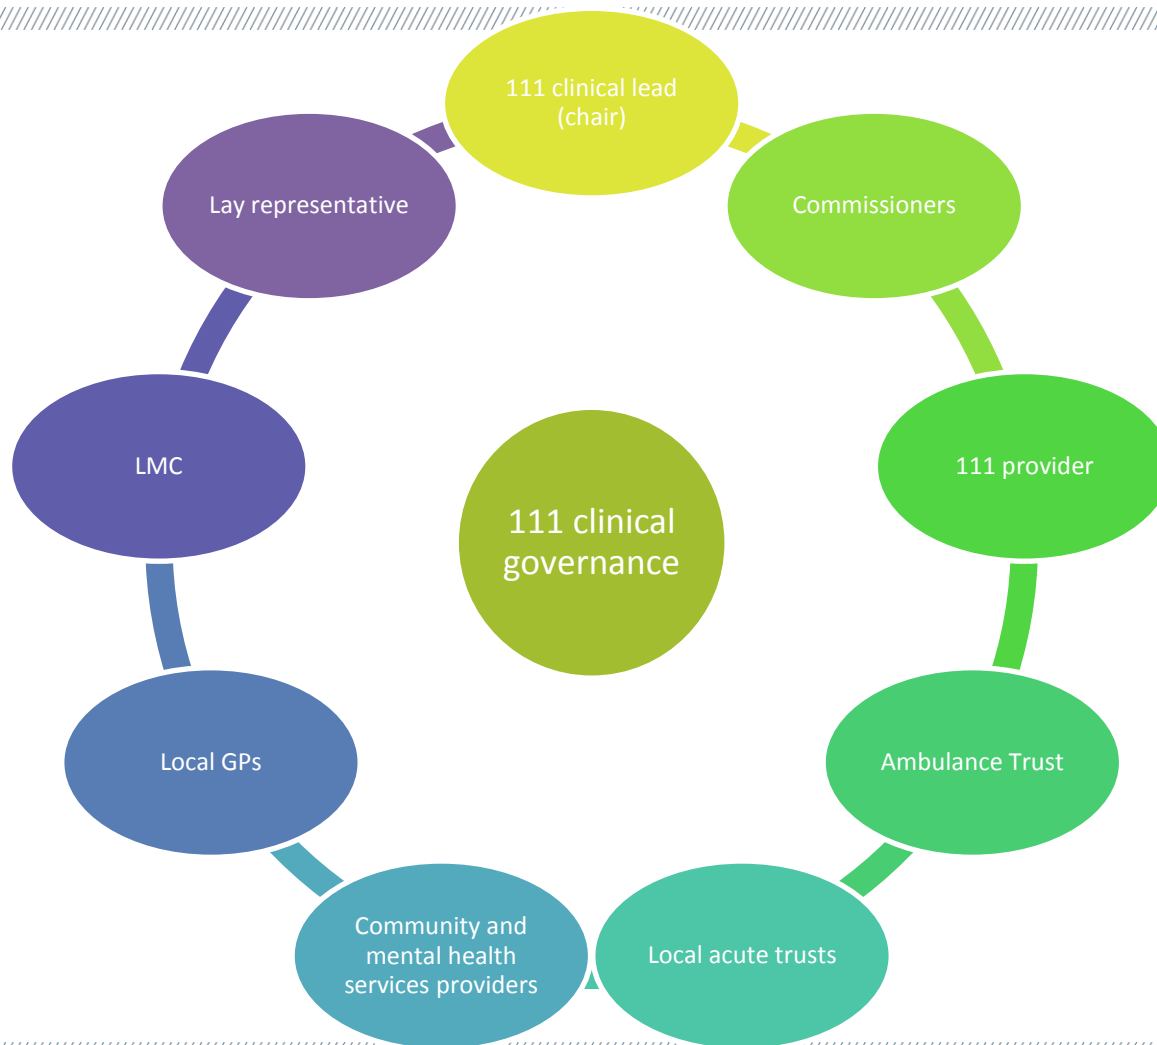 111 clinical lead
(chair)
Commissioners
111 provider
Ambulance Trust
Local acute trusts
Community and
mental health
services providers
Local GPs
LMC
Lay representative
111 clinical
governance